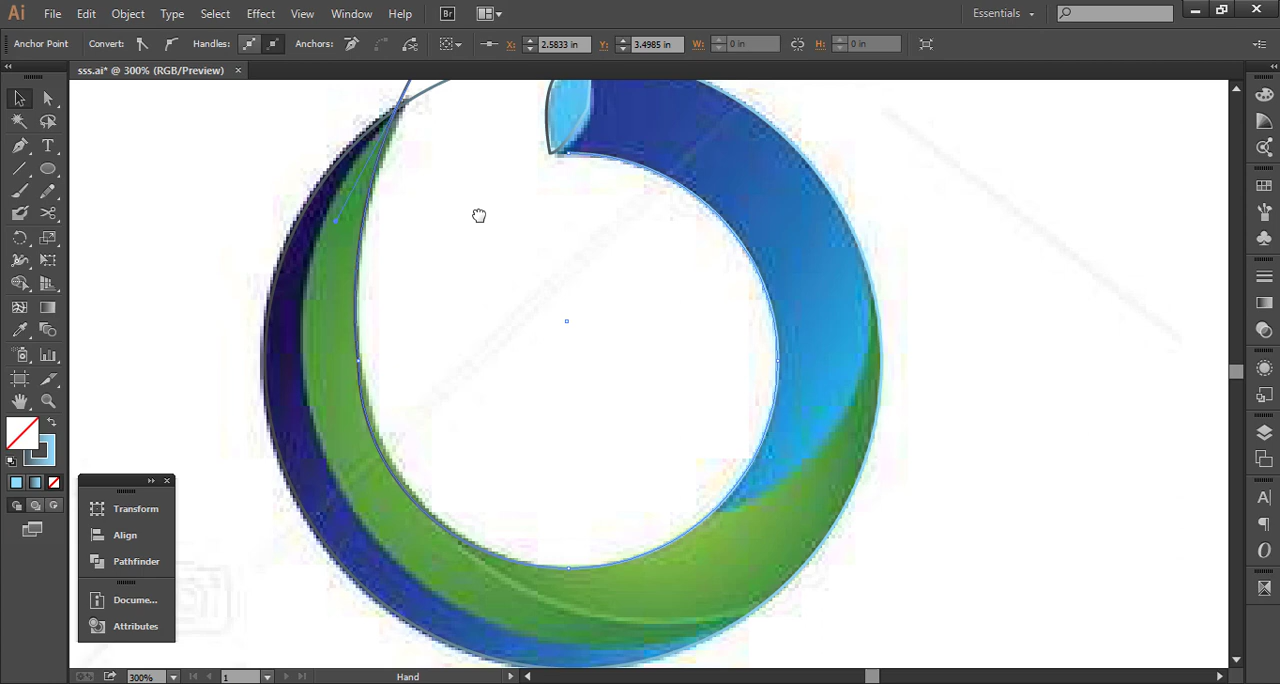 Ai File Edit Object Type Select Effect View Window Help Br Essentials
Anchor Point Convert: Handles: Anchors: X: 2.5833 in Y: 3.4985 in W: 0 in H: 0 in
sss.ai* @ 300% (RGB/Preview) ×
Transform
Align
Pathfinder
Docume...
Attributes
300% 1 Hand